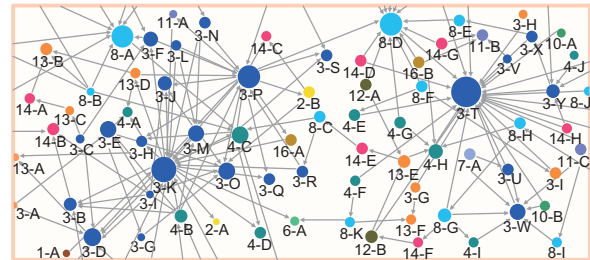 11-A
3-N
8-A
3-F
3-L
14-C
13-B
3-S
13-D
3-J
3-P
8-B
2-B
14-A
13-C
4-A
8-C
14-B
3-C
3-E
3-H
3-M
4-C
16-A
13-A
3-K
3-O
3-Q
3-R
3-I
3-A
3-B
4-B
2-A
6-A
3-D
3-G
4-D
1-A
8-D
8-E
3-H
14-G
11-B
3-X
10-A
14-D
16-B
3-V
4-J
12-A
8-F
3-T
3-Y
8-J
4-E
4-G
8-H
14-H
14-E
4-H
7-A
11-C
13-E
3-U
3-I
4-F
3-G
8-K
13-F
8-G
3-W
10-B
12-B
14-F
4-I
8-I